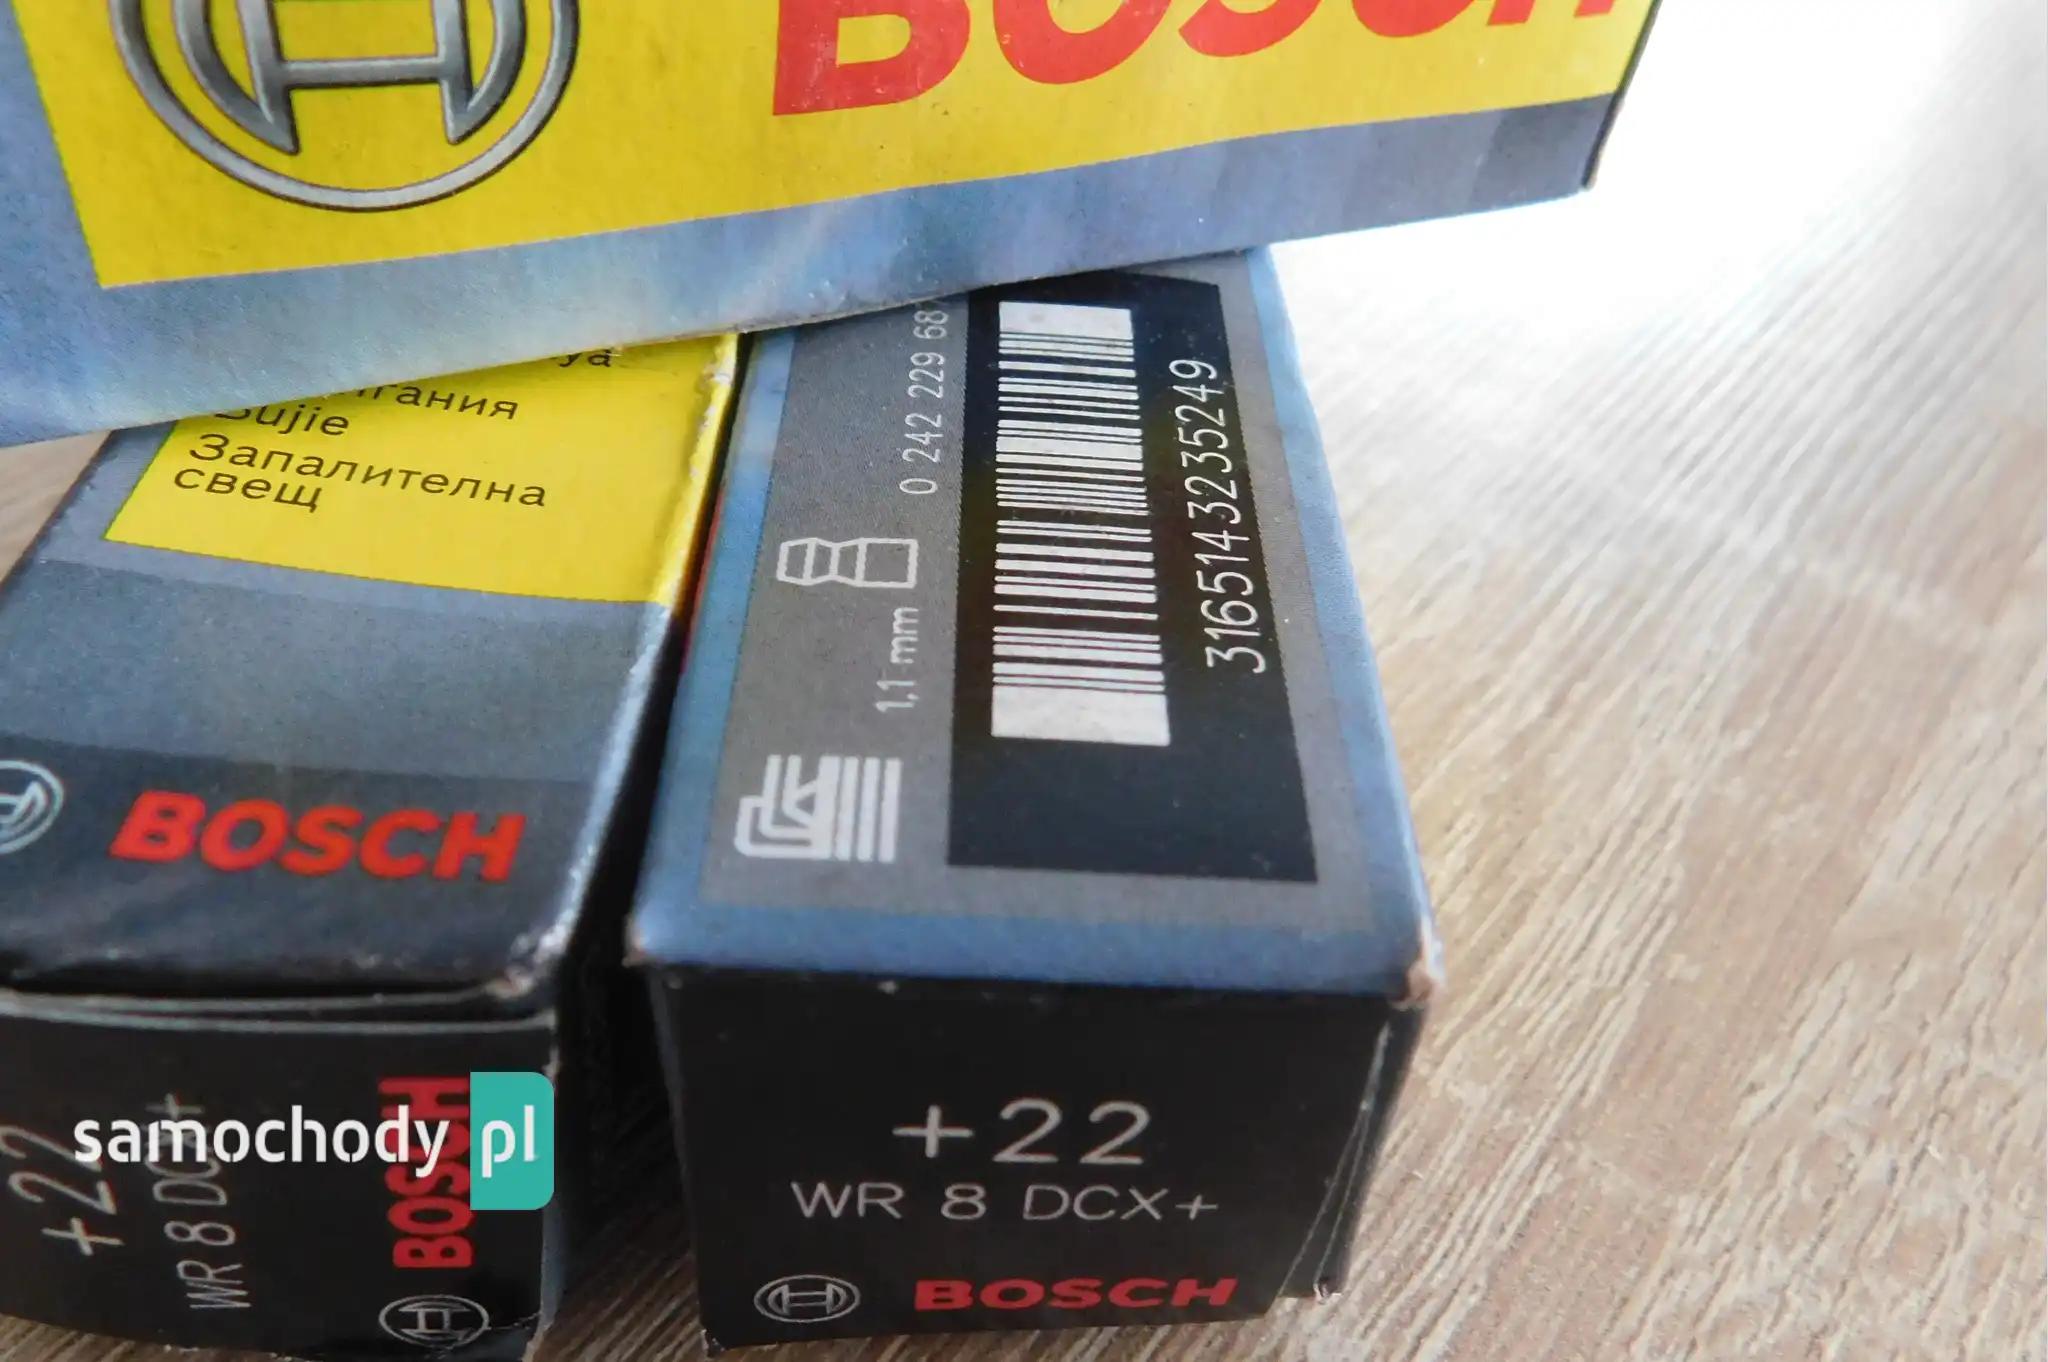 BOSCH
Bujie
Запалителна
свещ
BOSCH
+22
WR 8 DCX+
BOSCH
0 242 229 68
1,1 mm
3165143235249
+22
WR 8 DCX+
BOSCH
samochody pl